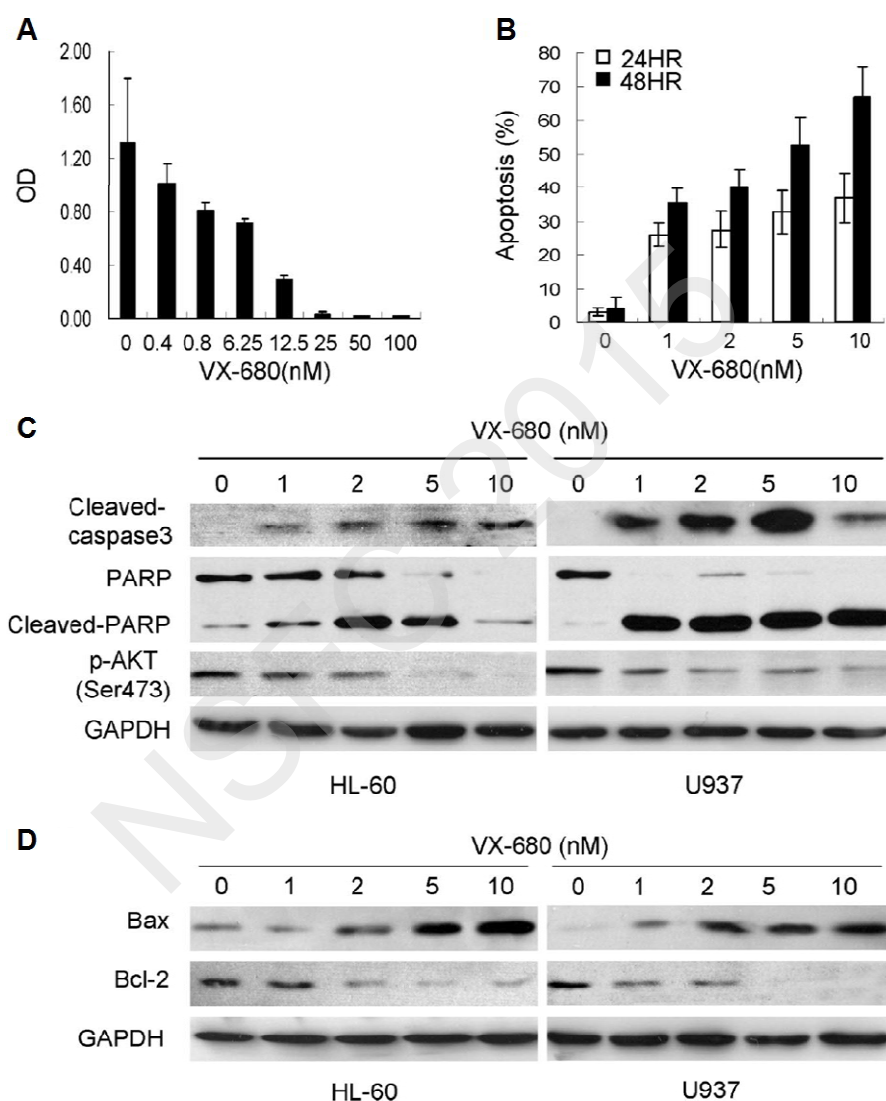 A
2.00
1.60
1.20
0.80
0.40
0.00
OD
0 0.4 0.8 6.25 12.5 25 50 100
VX-680(nM)
B
80
70
60
50
40
30
20
10
0
Apoptosis (%)
24HR
48HR
0 1 2 5 10
VX-680(nM)
C
VX-680 (nM)
0 1 2 5 10 0 1 2 5 10
Cleaved-
caspase3
PARP
Cleaved-PARP
p-AKT
(Ser473)
GAPDH
HL-60 U937
D
VX-680 (nM)
0 1 2 5 10 0 1 2 5 10
Bax
Bcl-2
GAPDH
HL-60 U937
NSFC 2015